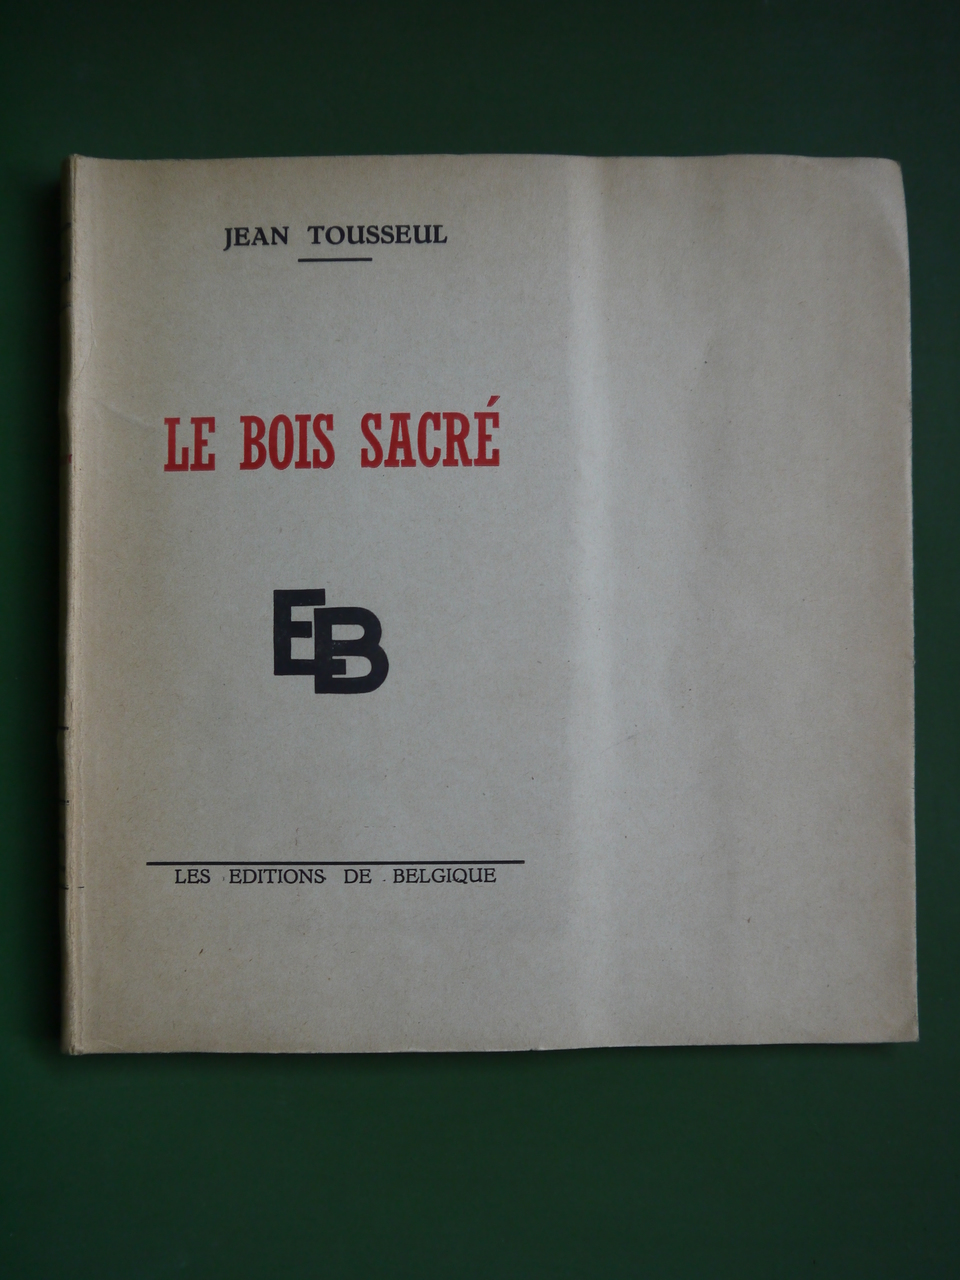 JEAN TOUSSEUL
LE BOIS SACRÉ
EB
LES EDITIONS DE BELGIQUE